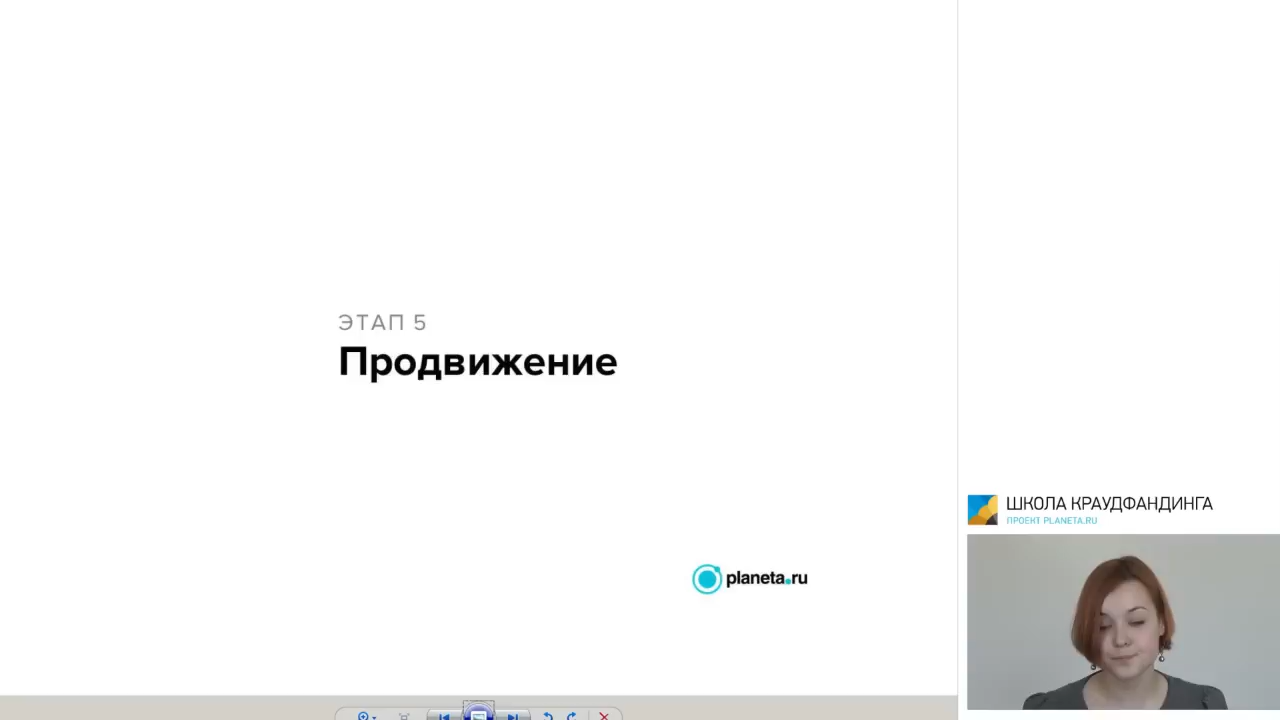 ЭТАП 5
Продвижение
planeta.ru
ШКОЛА КРАУДФАНДИНГА
ПРОЕКТ PLANETA.RU